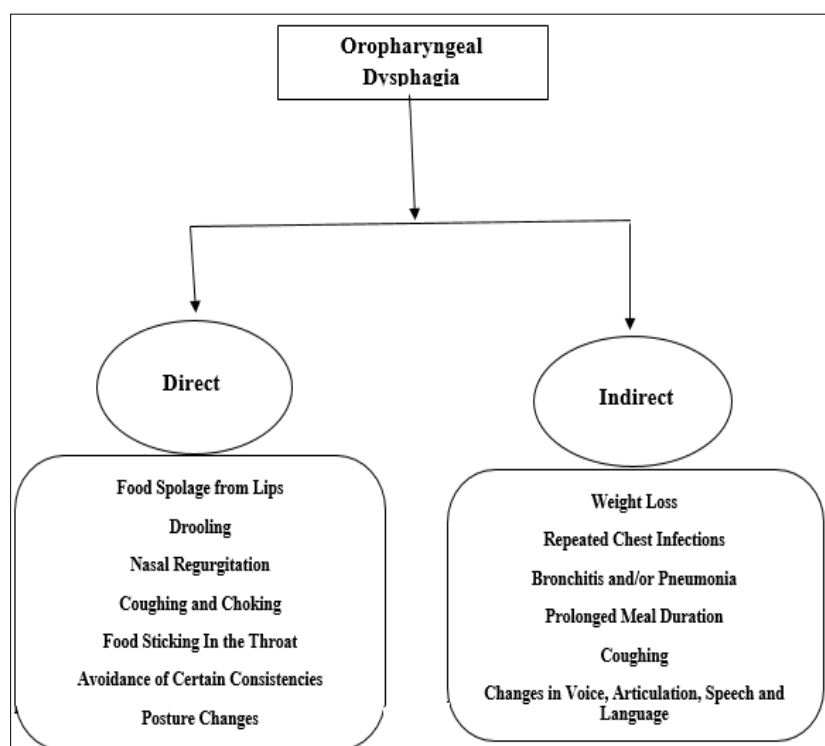 Oropharyngeal
Dysphagia
Direct
Food Spolage from Lips
Drooling
Nasal Regurgitation
Coughing and Choking
Food Sticking In the Throat
Avoidance of Certain Consistencies
Posture Changes
Indirect
Weight Loss
Repeated Chest Infections
Bronchitis and/or Pneumonia
Prolonged Meal Duration
Coughing
Changes in Voice, Articulation, Speech and
Language